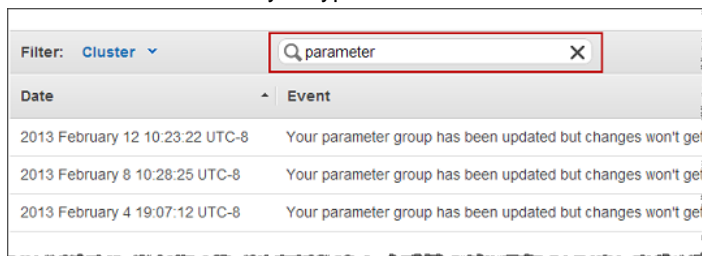 Filter: Cluster parameter
Date Event
2013 February 12 10:23:22 UTC-8 Your parameter group has been updated but changes won't get
2013 February 8 10:28:25 UTC-8 Your parameter group has been updated but changes won't get
2013 February 4 19:07:12 UTC-8 Your parameter group has been updated but changes won't get